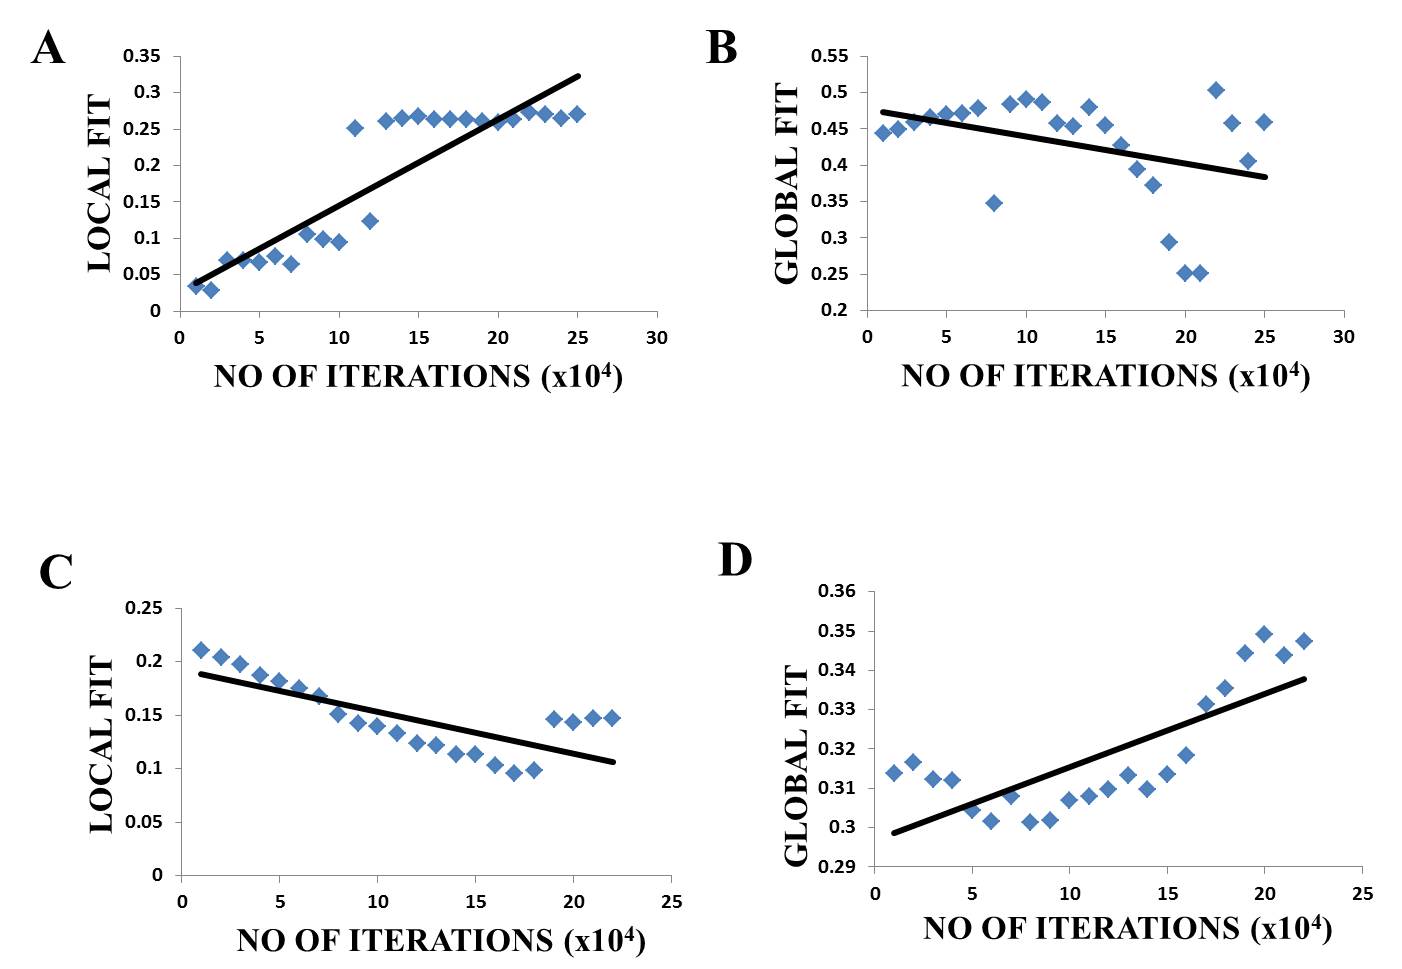 A
LOCAL FIT
0.35
0.3
0.25
0.2
0.15
0.1
0.05
0
0 5 10 15 20 25 30
NO OF ITERATIONS (x10⁴)
B
GLOBAL FIT
0.55
0.5
0.45
0.4
0.35
0.3
0.25
0.2
0 5 10 15 20 25 30
NO OF ITERATIONS (x10⁴)
C
LOCAL FIT
0.25
0.2
0.15
0.1
0.05
0
0 5 10 15 20 25
NO OF ITERATIONS (x10⁴)
D
GLOBAL FIT
0.36
0.35
0.34
0.33
0.32
0.31
0.3
0.29
0 5 10 15 20 25
NO OF ITERATIONS (x10⁴)